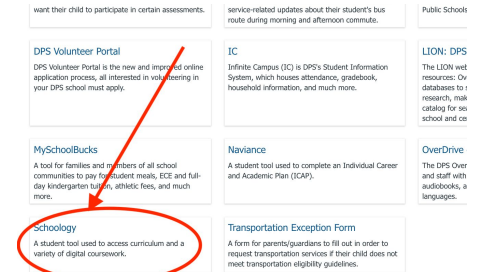 want their child to participate in certain assessments.
service-related updates about their student's bus
route during morning and afternoon commute.
Public Schools
DPS Volunteer Portal
DPS Volunteer Portal is the new and improved online
application process, all interested in volunteering in
your DPS school must apply.
IC
Infinite Campus (IC) is DPS's Student Information
System, which houses attendance, gradebook,
household information, and much more.
LION: DPS
The LION web
resources: Ov
databases to s
research, mak
catalog for sea
school and cer
MySchoolBucks
A tool for families and members of all school
communities to pay for student meals, ECE and full-
day kindergarten tuition, athletic fees, and much
more.
Naviance
A student tool used to complete an Individual Career
and Academic Plan (ICAP).
OverDrive
The DPS Over
and staff with
audiobooks, a
languages.
Schoology
A student tool used to access curriculum and a
variety of digital coursework.
Transportation Exception Form
A form for parents/guardians to fill out in order to
request transportation services if their child does not
meet transportation eligibility guidelines.